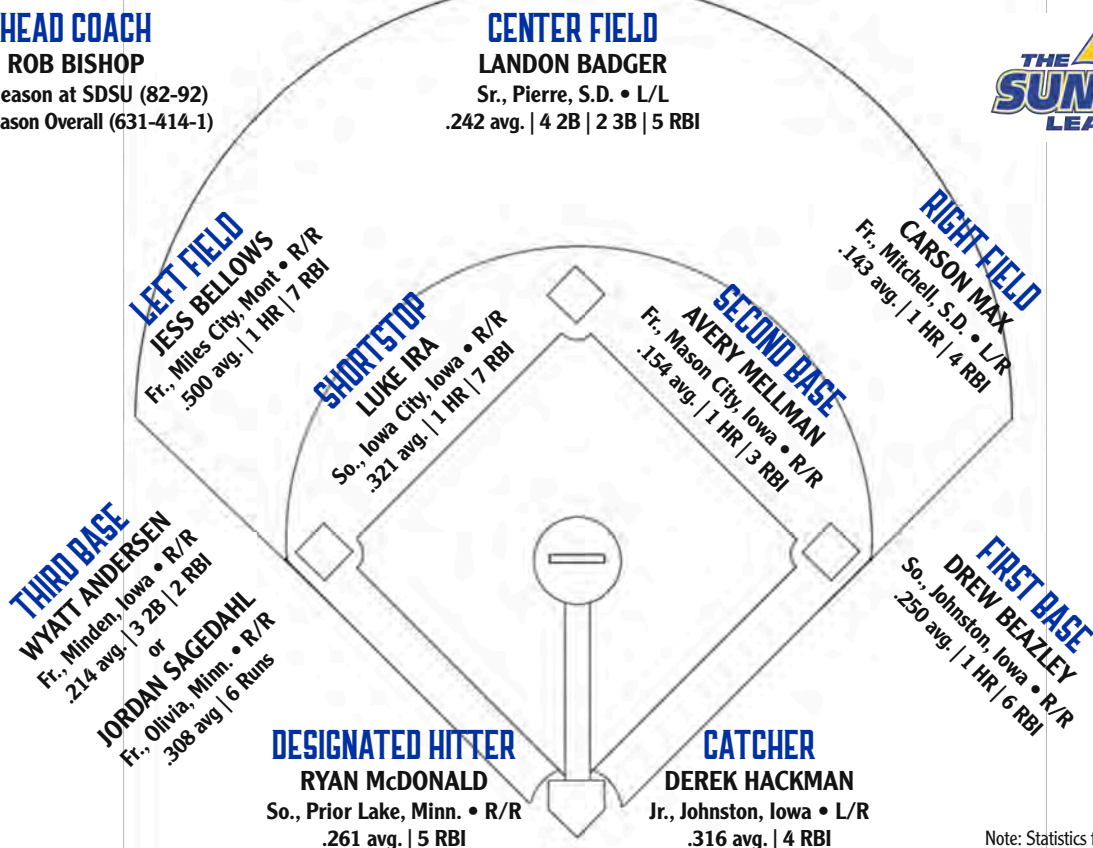 HEAD COACH
ROB BISHOP
eason at SDSU (82-92)
ason Overall (631-414-1)
CENTER FIELD
LANDON BADGER
Sr., Pierre, S.D. • L/L
.242 avg. | 4 2B | 2 3B | 5 RBI
THE
SUN
LEA
LEFT FIELD
JESS BELLOWS
Fr., Miles City, Mont • R/R
.500 avg. | 1 HR | 7 RBI
SHORTSTOP
LUKE IRA
So., Iowa City, Iowa • R/R
.321 avg. | 1 HR | 7 RBI
SECOND BASE
AVERY MELLMAN
Fr., Mason City, Iowa • R/R
.154 avg. | 1 HR | 3 RBI
RIGHT FIELD
CARSON MAX
Fr., Mitchell, S.D. • L/R
.143 avg. | 1 HR | 4 RBI
THIRD BASE
WYATT ANDERSEN
Fr., Minden, Iowa • R/R
.214 avg. | 3 2B | 2 RBI
or
JORDAN SAGEDAHL
Fr., Olivia, Minn. • R/R
.308 avg | 6 Runs
FIRST BASE
DREW BEAZLEY
So., Johnston, Iowa • R/R
.250 avg. | 1 HR | 6 RBI
DESIGNATED HITTER
RYAN McDONALD
So., Prior Lake, Minn. • R/R
.261 avg. | 5 RBI
CATCHER
DEREK HACKMAN
Jr., Johnston, Iowa • L/R
.316 avg. | 4 RBI
Note: Statistics